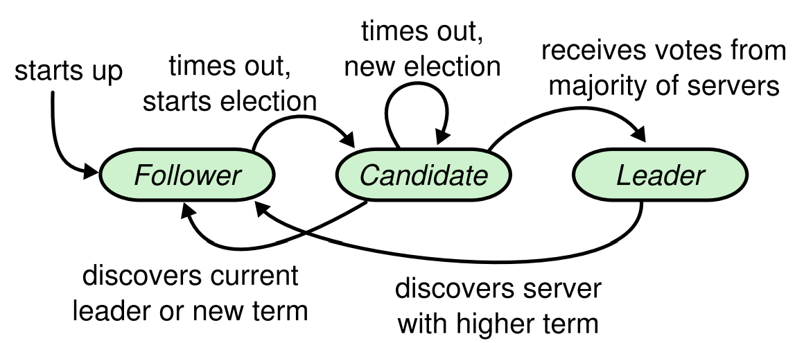 starts up
times out,
starts election
times out,
new election
receives votes from
majority of servers
Follower
Candidate
Leader
discovers current
leader or new term
discovers server
with higher term